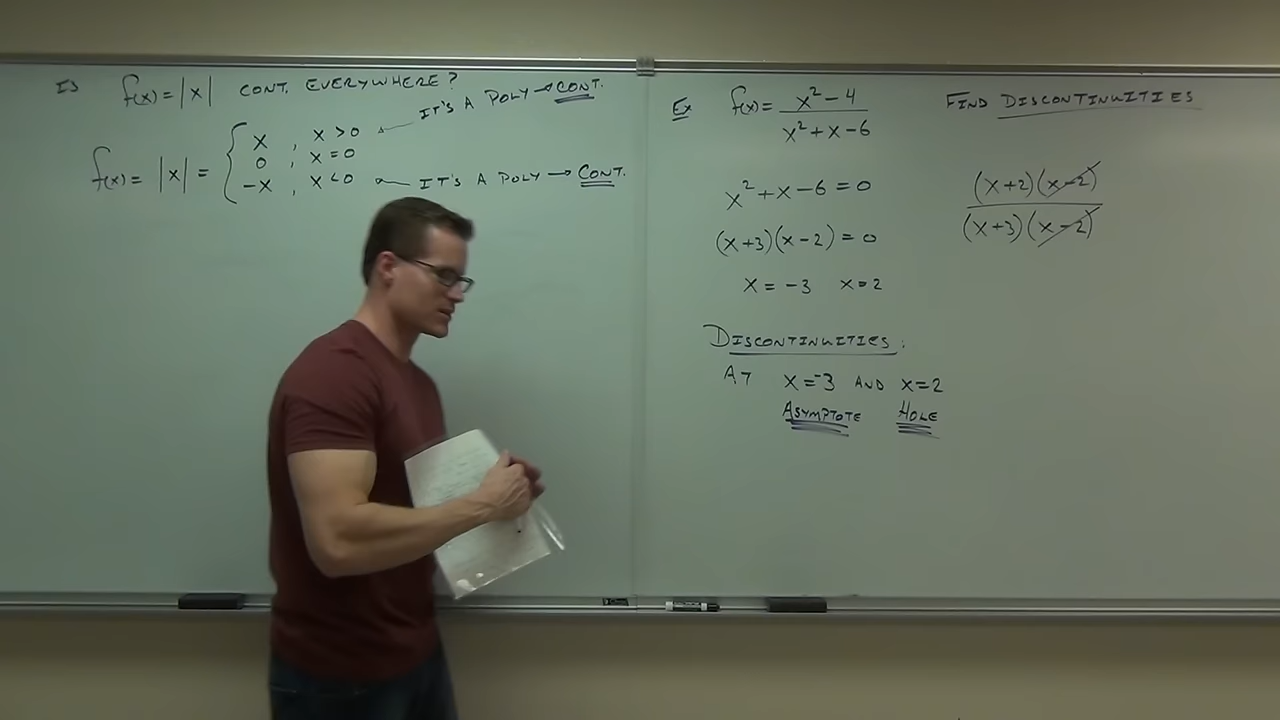 Is f(x) = |x| CONT. EVERYWHERE?
IT'S A POLY → CONT.
f(x) = |x| = { x , x > 0
0 , x = 0
-x , x < 0
IT'S A POLY → CONT.
Ex f(x) = x² - 4 / x² + x - 6
FIND DISCONTINUITIES
x² + x - 6 = 0
(x+3)(x-2) = 0
x = -3 x = 2
(x+2)(x-2)
(x+3)(x-2)
DISCONTINUITIES:
AT x = -3 AND x = 2
ASYMPTOTE HOLE